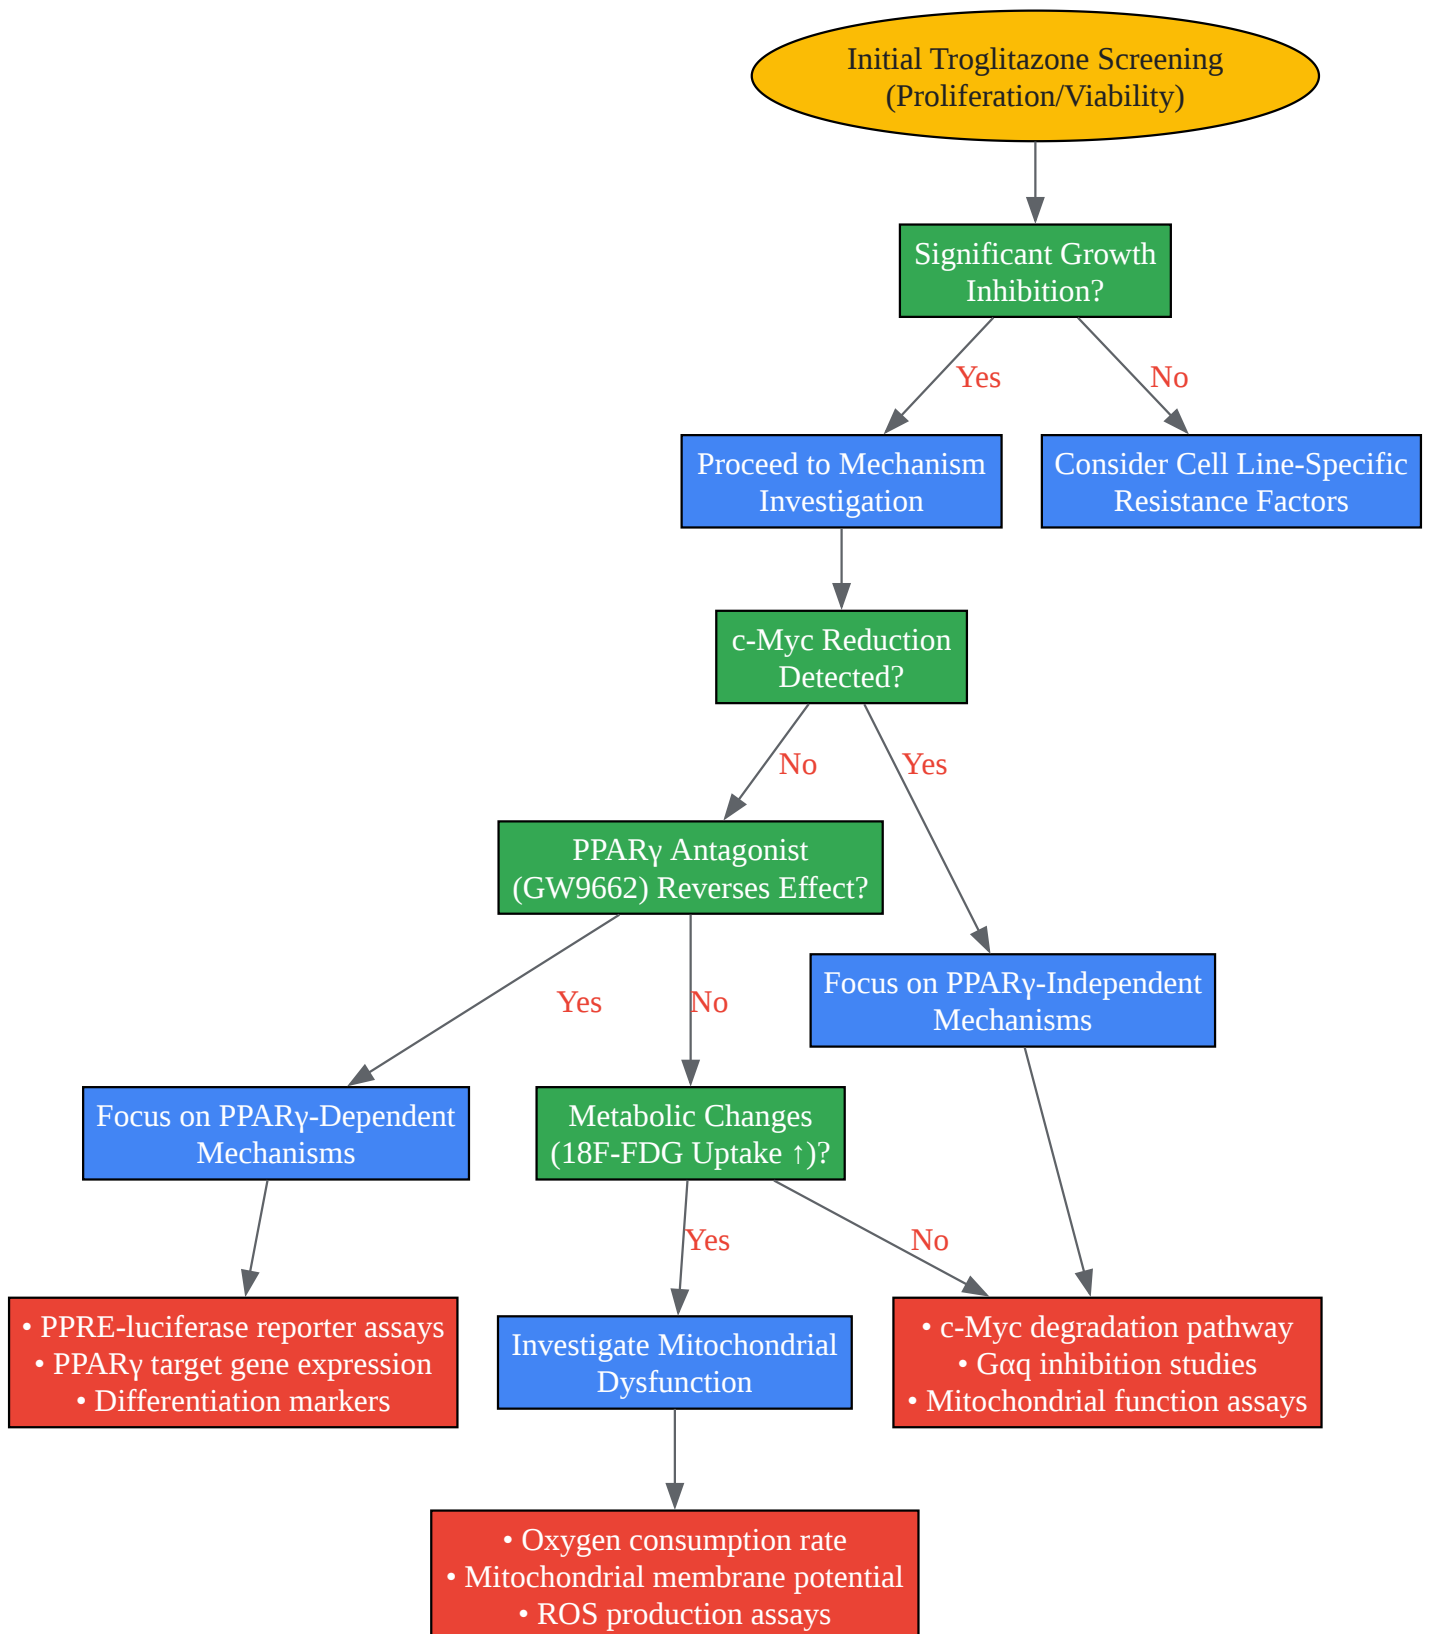 Initial Troglitazone Screening
(Proliferation/Viability)
Significant Growth
Inhibition?
Yes
No
Proceed to Mechanism
Investigation
Consider Cell Line-Specific
Resistance Factors
c-Myc Reduction
Detected?
No
Yes
PPARγ Antagonist
(GW9662) Reverses Effect?
Yes
No
Focus on PPARγ-Independent
Mechanisms
Focus on PPARγ-Dependent
Mechanisms
Metabolic Changes
(18F-FDG Uptake ↑)?
Yes
No
• PPRE-luciferase reporter assays
• PPARγ target gene expression
• Differentiation markers
Investigate Mitochondrial
Dysfunction
• c-Myc degradation pathway
• Gαq inhibition studies
• Mitochondrial function assays
• Oxygen consumption rate
• Mitochondrial membrane potential
• ROS production assays